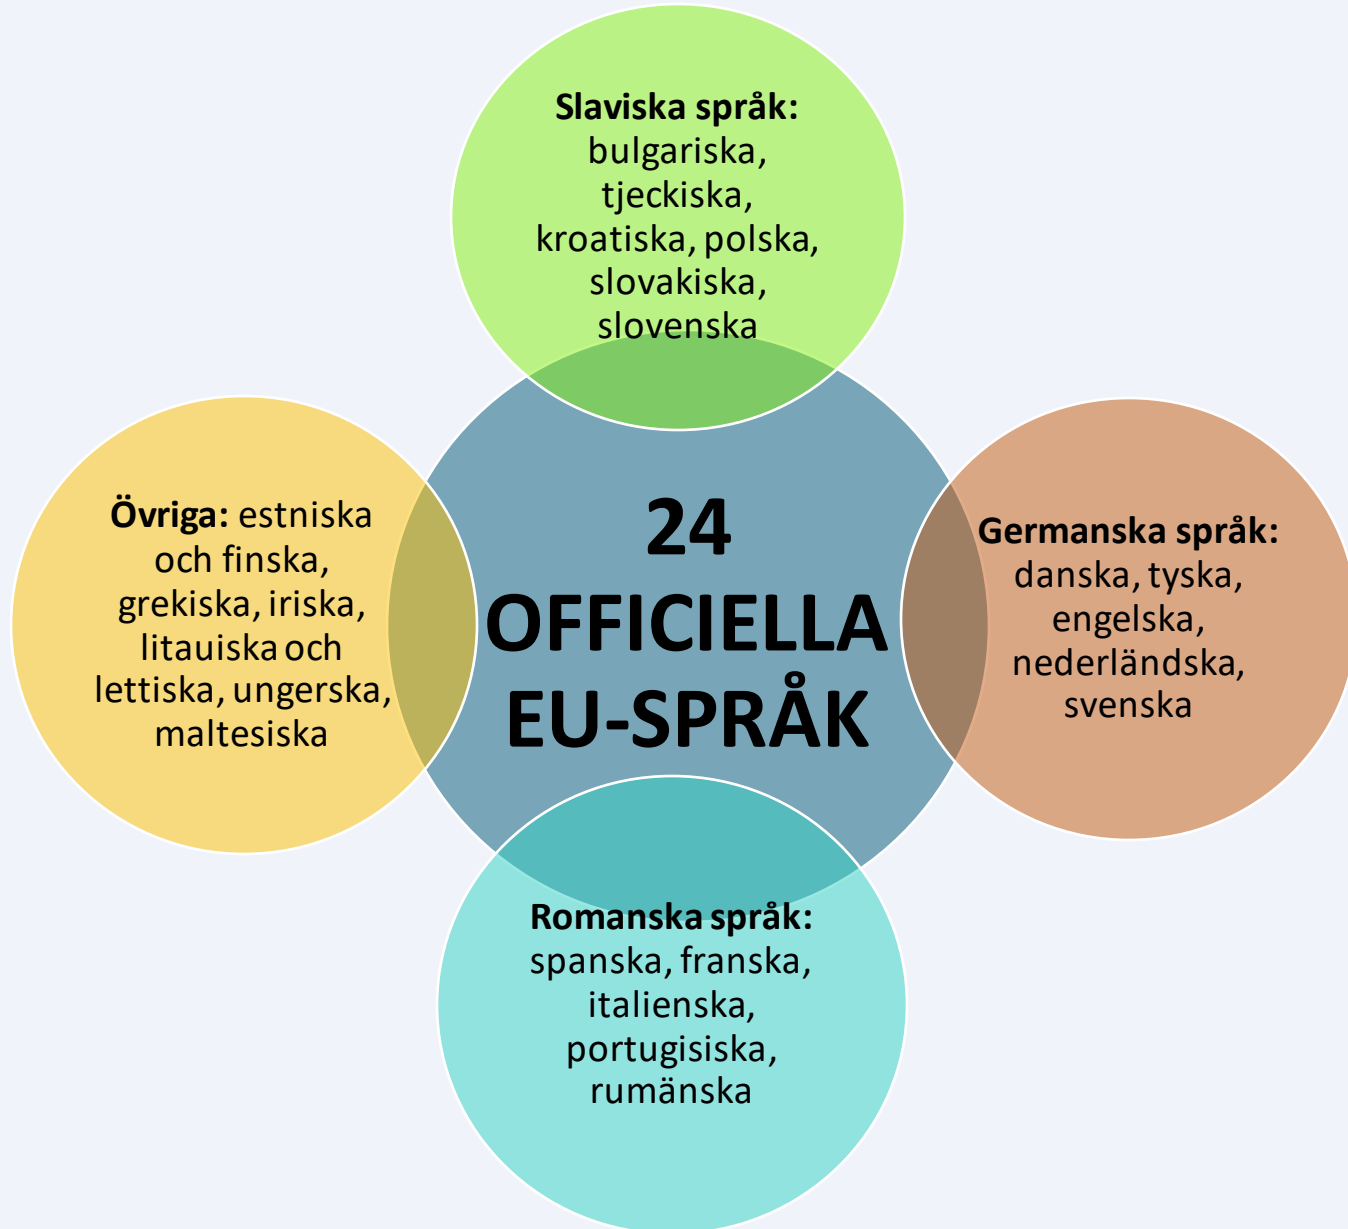 Slaviska språk:
bulgariska,
tjeckiska,
kroatiska, polska,
slovakiska,
slovenska
Övriga: estniska
och finska,
grekiska, iriska,
litauiska och
lettiska, ungerska,
maltesiska
24
OFFICIELLA
EU-SPRÅK
Germanska språk:
danska, tyska,
engelska,
nederländska,
svenska
Romanska språk:
spanska, franska,
italienska,
portugisiska,
rumänska